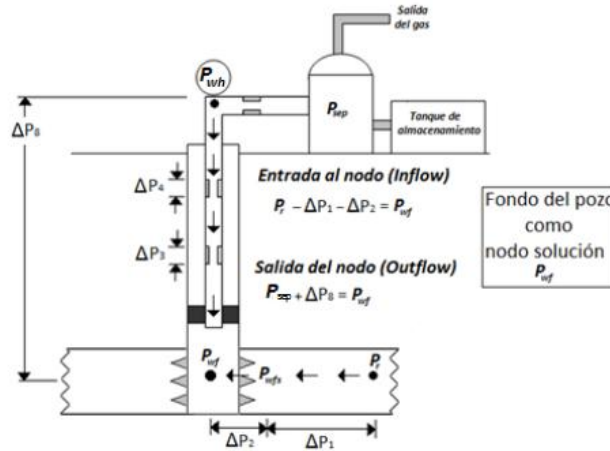 Salida
del gas
Pwh
Psep
Tanque de
almacenamiento
ΔP8
ΔP4
Entrada al nodo (Inflow)
Pr – ΔP1 – ΔP2 = Pwf
Fondo del pozo
como
nodo solución
Pwf
ΔP3
Salida del nodo (Outflow)
+ ΔP8 = Pwf
Pwf
Pwfs
Pr
ΔP2
ΔP1